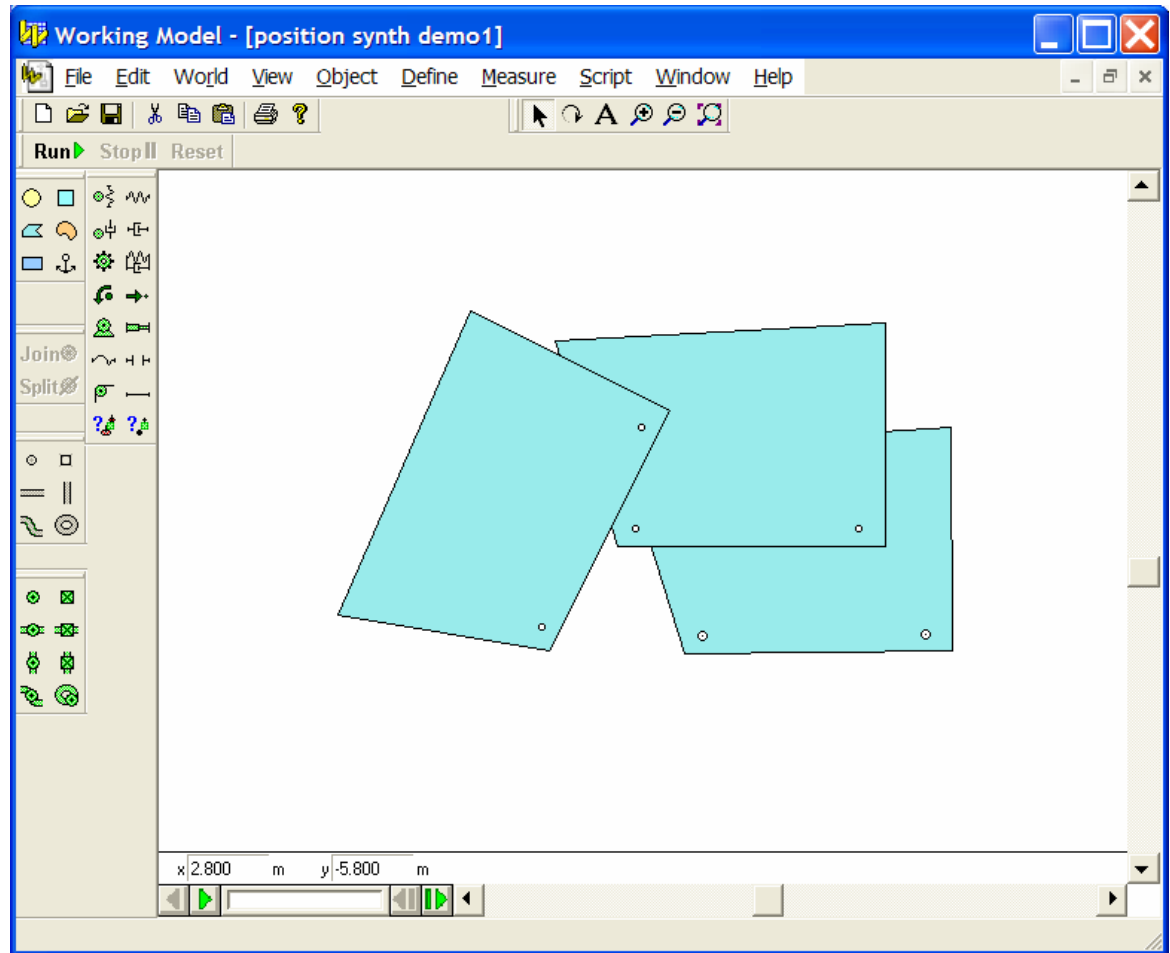 Working Model - [position synth demo1]
File Edit World View Object Define Measure Script Window Help
A
Run Stop Reset
Join
Split
x 2.800 m y -5.800 m